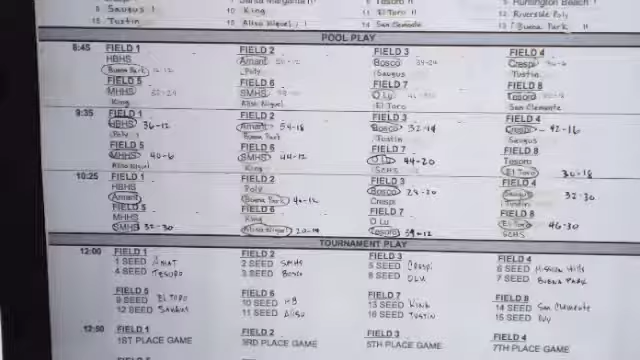 9 Saugus I
10 King
11 El Toro II
12 Riverside Poly
15 Tustin
14 San Clemente
POOL PLAY
8:45 FIELD 1 FIELD 2 FIELD 3 FIELD 4
HBHS Amant Bosco Crespi
Buena Park Poly Saugus Tustin
FIELD 5 FIELD 6 FIELD 7 FIELD 8
MHHS SMHS O Lu Tesoro
King Aliso Niguel El Toro San Clemente
9:35 FIELD 1 FIELD 2 FIELD 3 FIELD 4
HBHS 36-12 Amant 54-18 Bosco 32-14 Crespi 42-16
Poly Buena Park Tustin Saugus
FIELD 5 FIELD 6 FIELD 7 FIELD 8
MHHS 40-6 SMHS 44-12 O Lu 44-20 Tesoro
Aliso Niguel King SCHS El Toro 30-18
10:25 FIELD 1 FIELD 2 FIELD 3 FIELD 4
HBHS Poly Bosco 28-20 Saugus 32-30
Amant Buena Park 40-12 Crespi Tustin
FIELD 5 FIELD 6 FIELD 7 FIELD 8
MHHS King O Lu El Toro 46-30
SMHS 32-30 Aliso Niguel Tesoro SCHS
TOURNAMENT PLAY
12:00 FIELD 1 FIELD 2 FIELD 3 FIELD 4
1 SEED AMAT 2 SEED SMHS 5 SEED CRESPI 6 SEED MISSION HILLS
4 SEED TESORO 3 SEED BOSCO 8 SEED OLU 7 SEED BUENA PARK
FIELD 5 FIELD 6 FIELD 7 FIELD 8
9 SEED EL TORO 10 SEED HB 13 SEED KING 14 SEED San Clemente
12 SEED SAUGUS 11 SEED ALISO 16 SEED TUSTIN 15 SEED
12:50 FIELD 1 FIELD 2 FIELD 3 FIELD 4
1ST PLACE GAME 3RD PLACE GAME 5TH PLACE GAME 7TH PLACE GAME